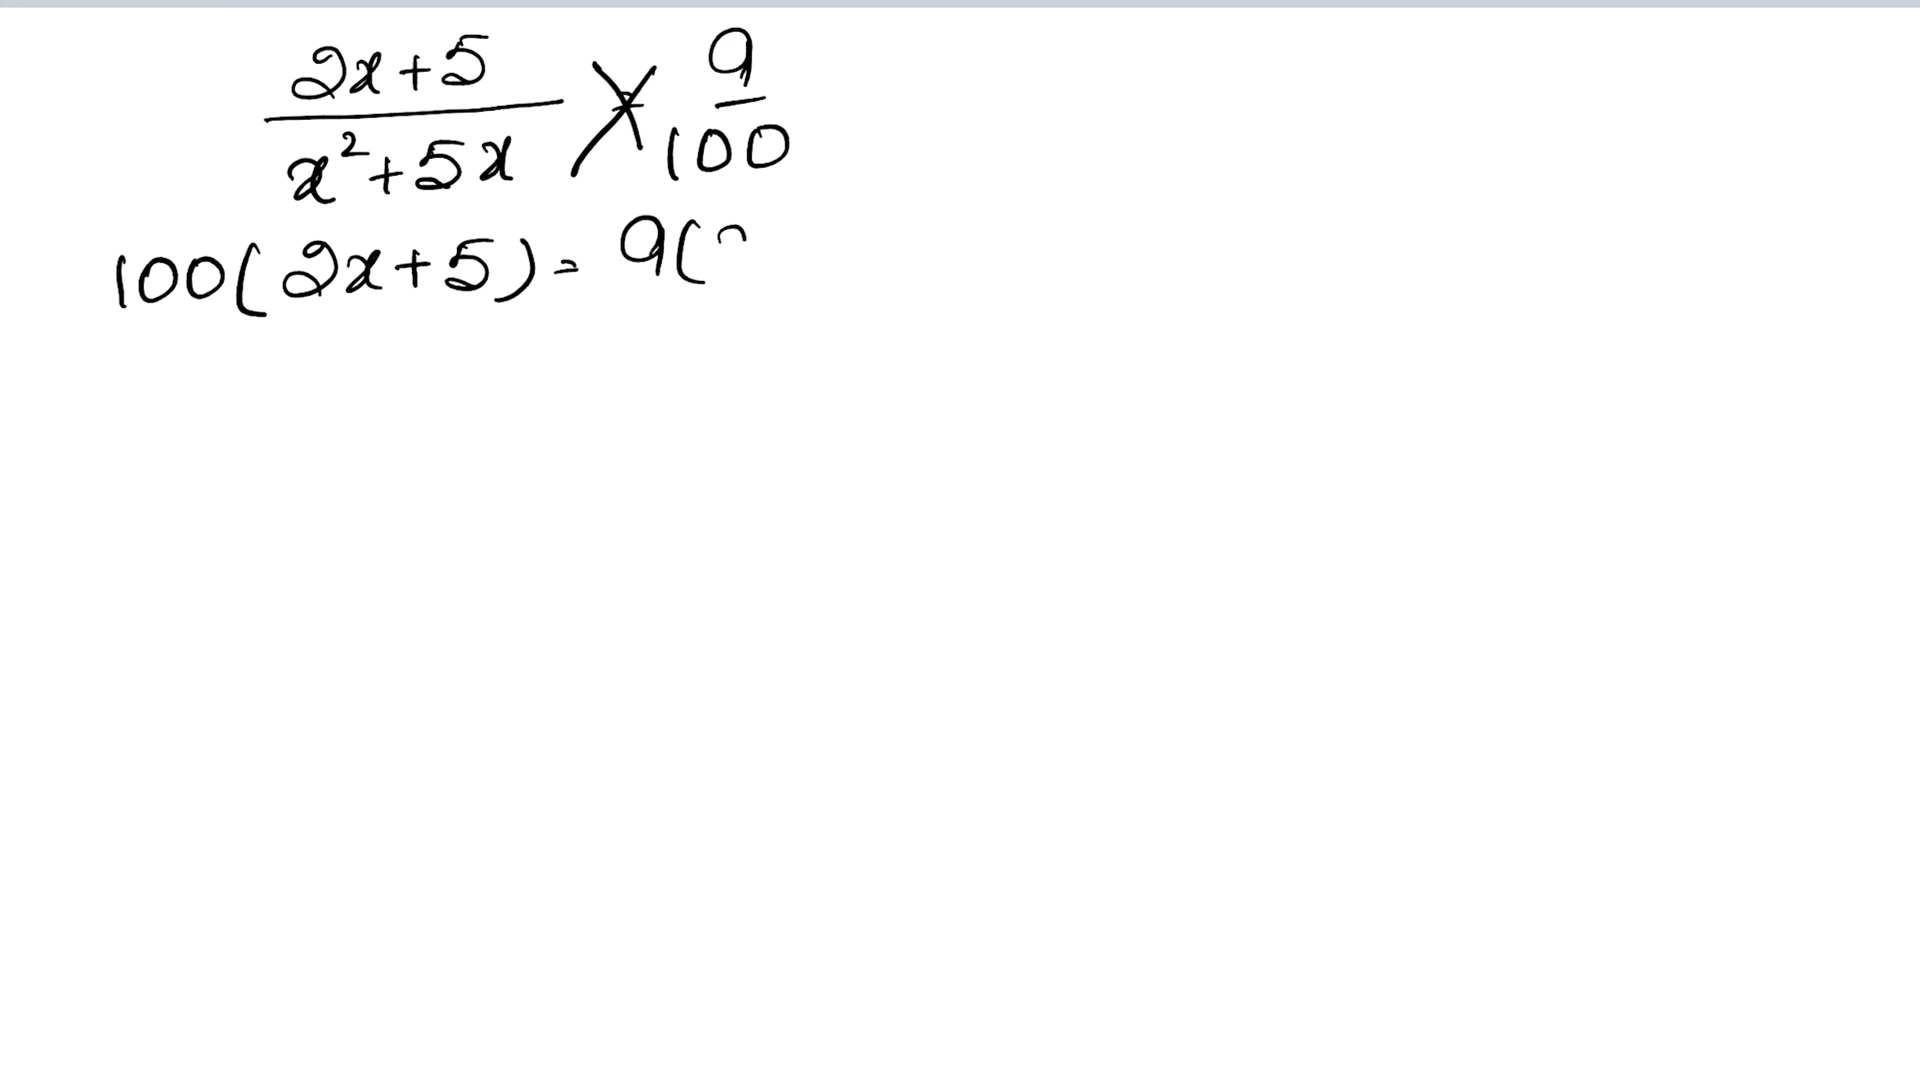 (2x+5)/(x²+5x) = 9/100
100(2x+5) = 9(